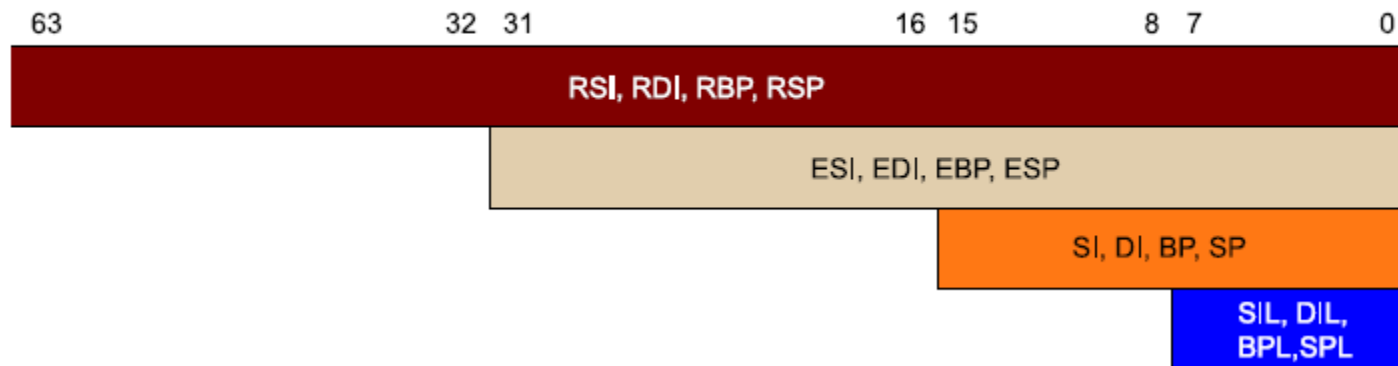 63 32 31 16 15 8 7 0
RSI, RDI, RBP, RSP
ESI, EDI, EBP, ESP
SI, DI, BP, SP
SIL, DIL,
BPL,SPL